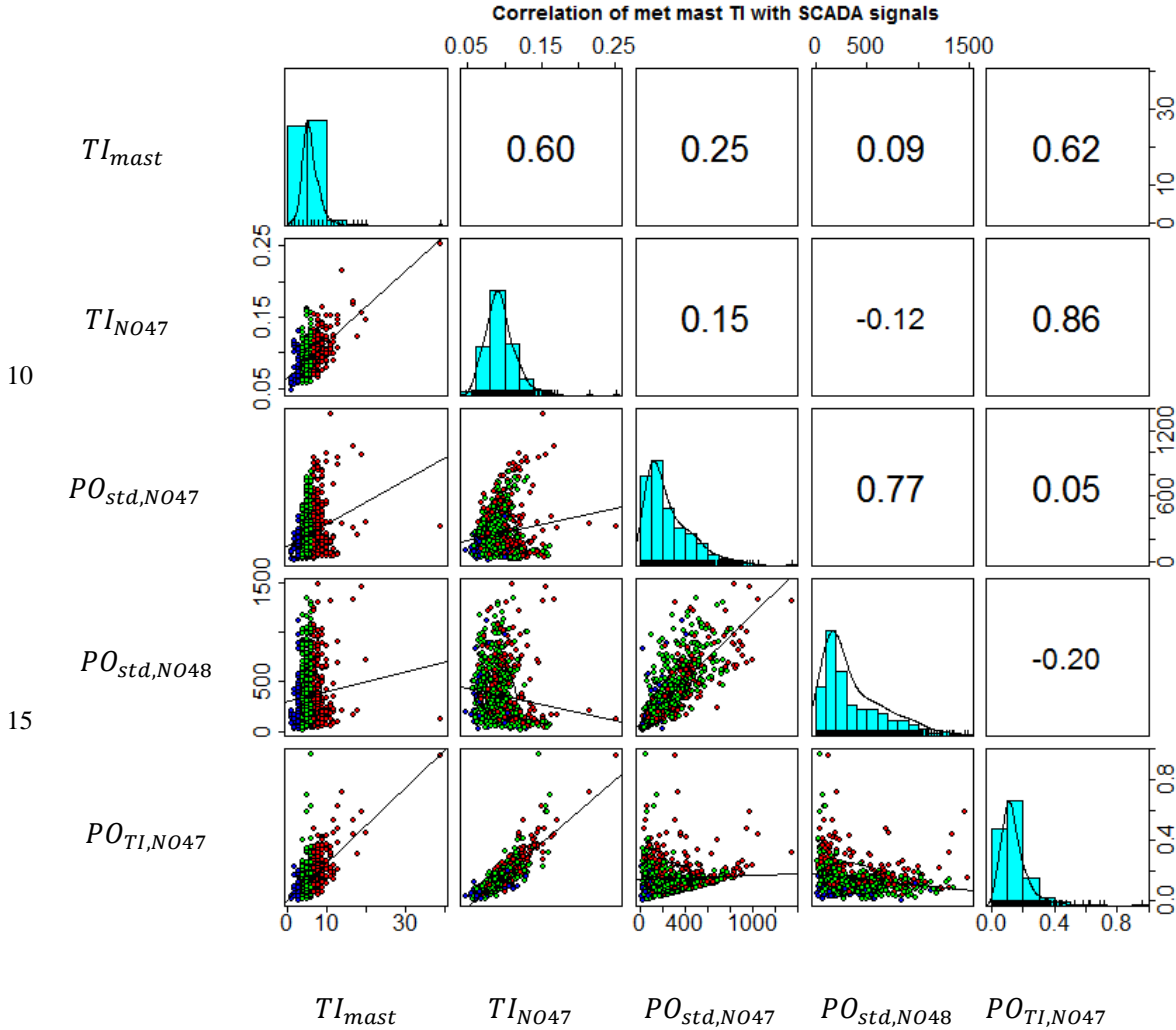 Correlation of met mast TI with SCADA signals
0.05 0.15 0.25 0 500 1500
TI_mast 0.60 0.25 0.09 0.62 0 10 30
TI_NO47 0.05 0.15 0.25 0.15 -0.12 0.86
10
PO_std,NO47 0.77 0.05 0 600 1200
PO_std,NO48 0 500 1500 -0.20
15
PO_TI,NO47 0.0 0.4 0.8
0 10 30 0 400 1000 0.0 0.4 0.8
TI_mast TI_NO47 PO_std,NO47 PO_std,NO48 PO_TI,NO47